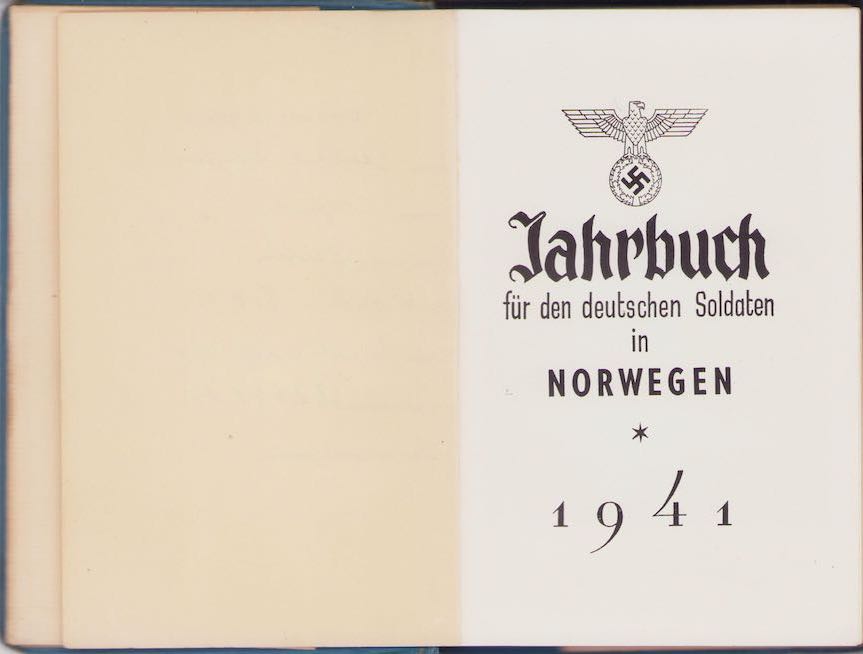 Jahrbuch
für den deutschen Soldaten
in
NORWEGEN
*
1941